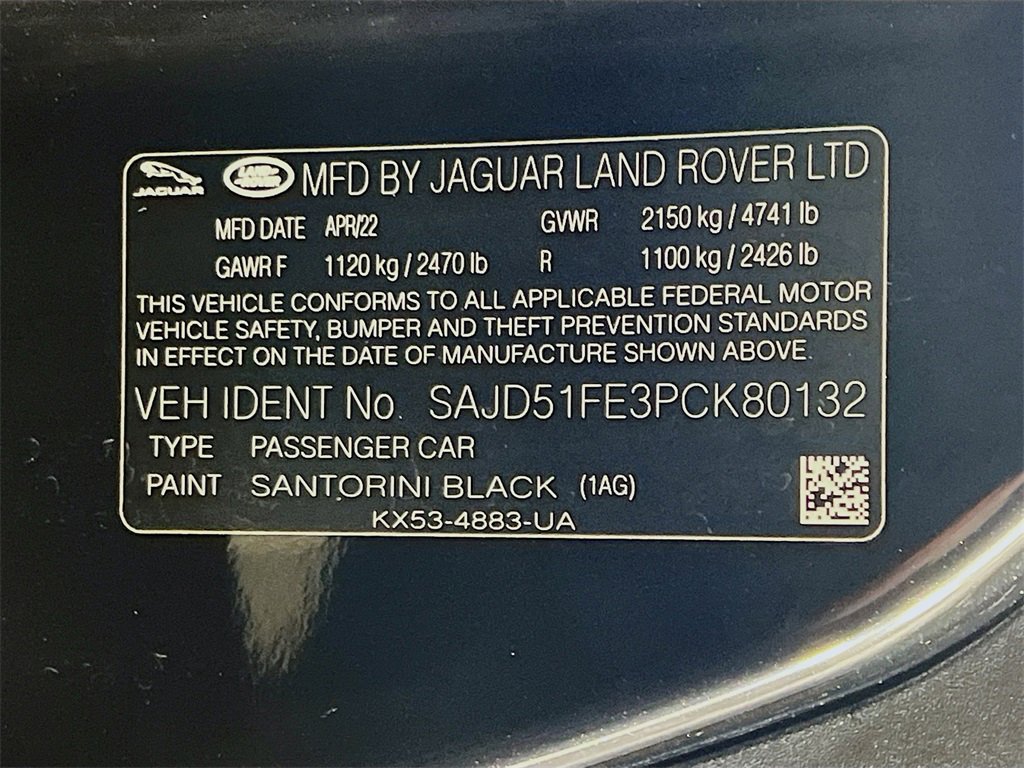 JAGUAR LAND ROVER MFD BY JAGUAR LAND ROVER LTD
MFD DATE APR/22 GVWR 2150 kg / 4741 lb
GAWR F 1120 kg / 2470 lb R 1100 kg / 2426 lb
THIS VEHICLE CONFORMS TO ALL APPLICABLE FEDERAL MOTOR
VEHICLE SAFETY, BUMPER AND THEFT PREVENTION STANDARDS
IN EFFECT ON THE DATE OF MANUFACTURE SHOWN ABOVE.
VEH IDENT No. SAJD51FE3PCK80132
TYPE PASSENGER CAR
PAINT SANTORINI BLACK (1AG)
KX53-4883-UA